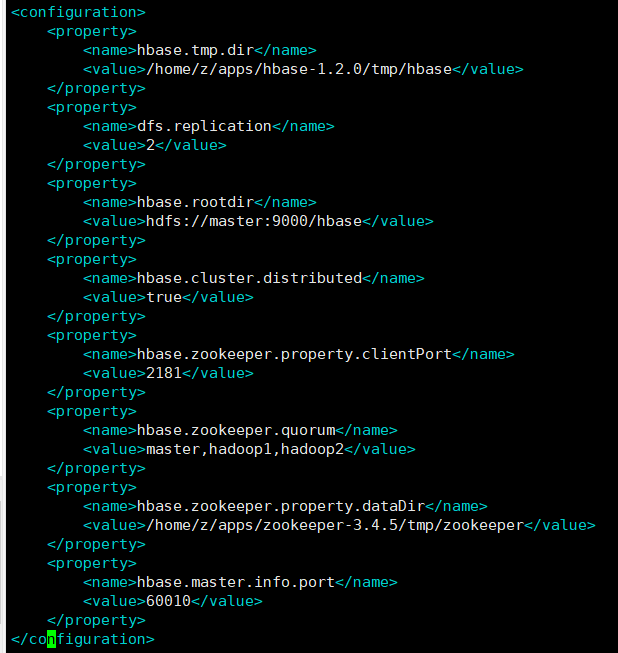 <configuration>
    <property>
        <name>hbase.tmp.dir</name>
        <value>/home/z/apps/hbase-1.2.0/tmp/hbase</value>
    </property>
    <property>
        <name>dfs.replication</name>
        <value>2</value>
    </property>
    <property>
        <name>hbase.rootdir</name>
        <value>hdfs://master:9000/hbase</value>
    </property>
    <property>
        <name>hbase.cluster.distributed</name>
        <value>true</value>
    </property>
    <property>
        <name>hbase.zookeeper.property.clientPort</name>
        <value>2181</value>
    </property>
    <property>
        <name>hbase.zookeeper.quorum</name>
        <value>master,hadoop1,hadoop2</value>
    </property>
    <property>
        <name>hbase.zookeeper.property.dataDir</name>
        <value>/home/z/apps/zookeeper-3.4.5/tmp/zookeeper</value>
    </property>
    <property>
        <name>hbase.master.info.port</name>
        <value>60010</value>
    </property>
</configuration>